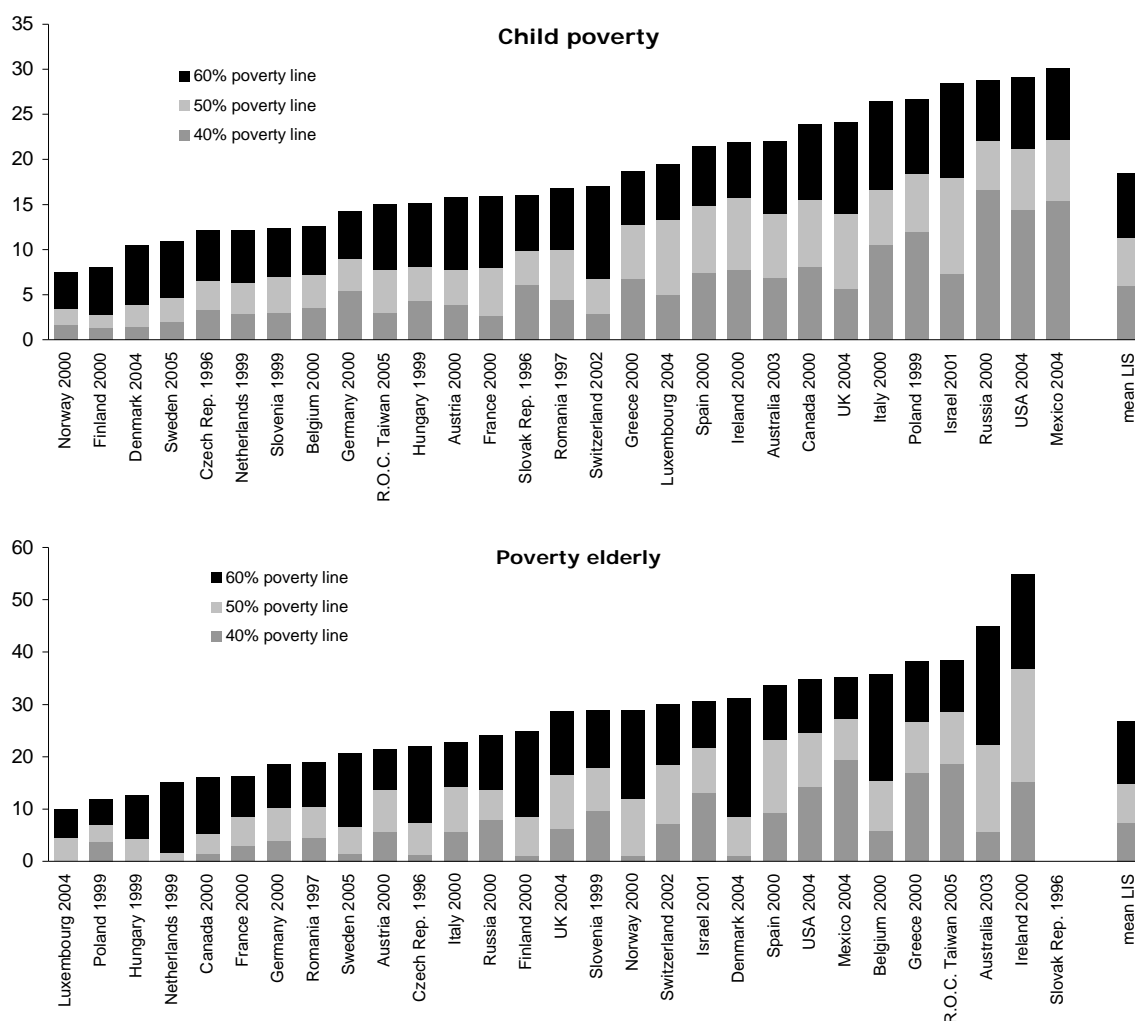 Child poverty
60% poverty line
50% poverty line
40% poverty line
35
30
25
20
15
10
5
0
Norway 2000
Finland 2000
Denmark 2004
Sweden 2005
Czech Rep. 1996
Netherlands 1999
Slovenia 1999
Belgium 2000
Germany 2000
R.O.C. Taiwan 2005
Hungary 1999
Austria 2000
France 2000
Slovak Rep. 1996
Romania 1997
Switzerland 2002
Greece 2000
Luxembourg 2004
Spain 2000
Ireland 2000
Australia 2003
Canada 2000
UK 2004
Italy 2000
Poland 1999
Israel 2001
Russia 2000
USA 2004
Mexico 2004
mean LIS
Poverty elderly
60% poverty line
50% poverty line
40% poverty line
60
50
40
30
20
10
0
Luxembourg 2004
Poland 1999
Hungary 1999
Netherlands 1999
Canada 2000
France 2000
Germany 2000
Romania 1997
Sweden 2005
Austria 2000
Czech Rep. 1996
Italy 2000
Russia 2000
Finland 2000
UK 2004
Slovenia 1999
Norway 2000
Switzerland 2002
Israel 2001
Denmark 2004
Spain 2000
USA 2004
Mexico 2004
Belgium 2000
Greece 2000
R.O.C. Taiwan 2005
Australia 2003
Ireland 2000
Slovak Rep. 1996
mean LIS